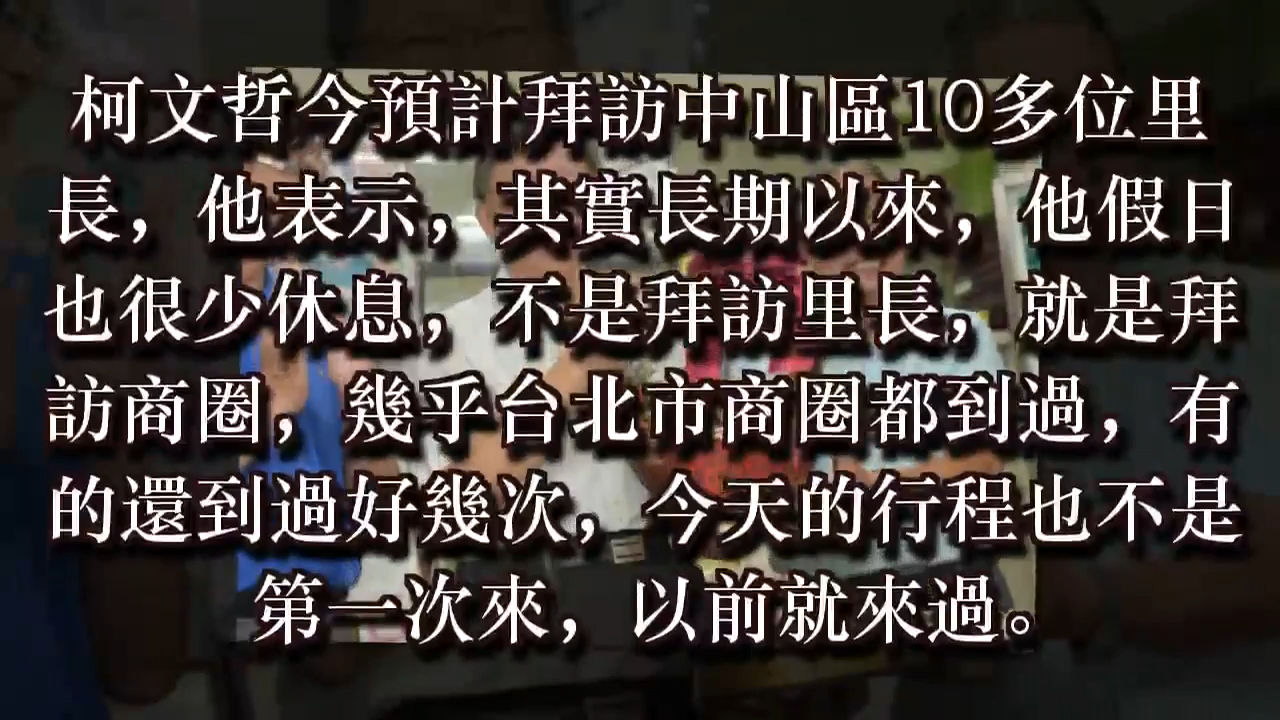 柯文哲今預計拜訪中山區10多位里
長，他表示，其實長期以來，他假日
也很少休息，不是拜訪里長，就是拜
訪商圈，幾乎台北市商圈都到過，有
的還到過好幾次，今天的行程也不是
第一次來，以前就來過。